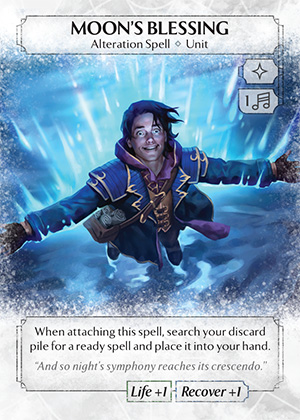 MOON'S BLESSING
Alteration Spell ⟡ Unit
1
When attaching this spell, search your discard
pile for a ready spell and place it into your hand.
"And so night's symphony reaches its crescendo."
Life +1 Recover +1